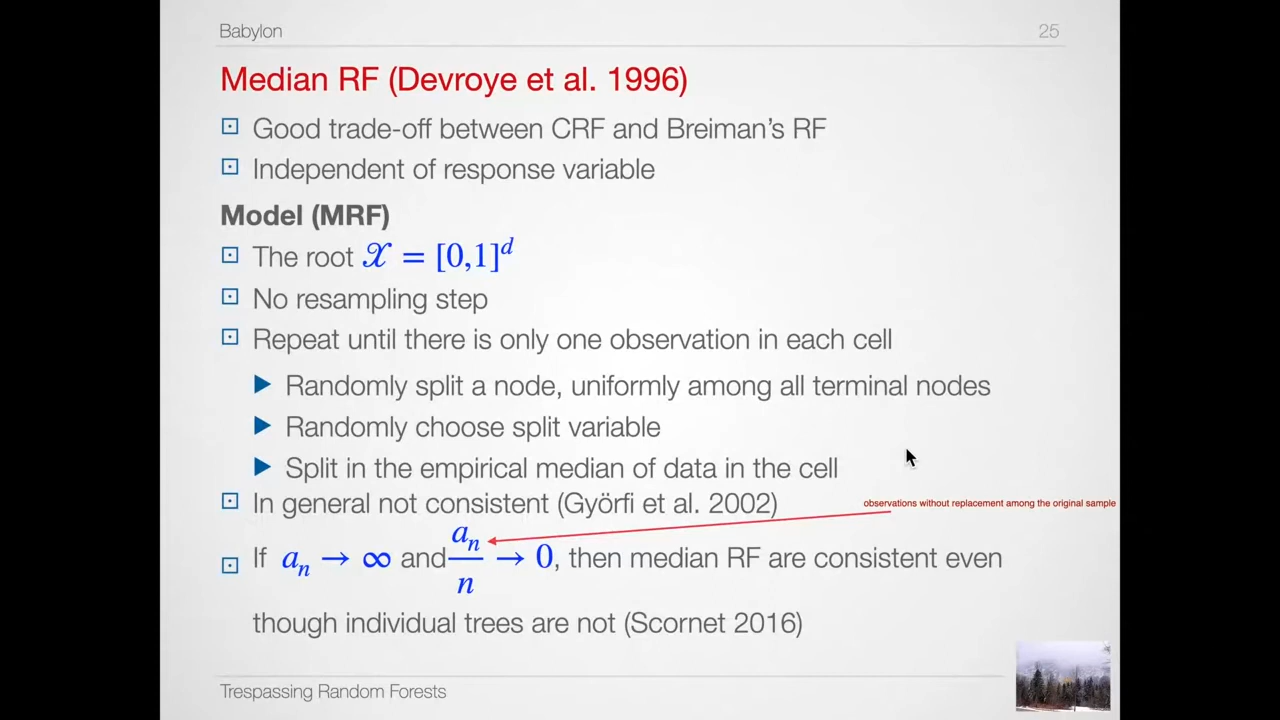 Babylon 25
Median RF (Devroye et al. 1996)
Good trade-off between CRF and Breiman's RF
Independent of response variable
Model (MRF)
The root 𝒳 = [0,1]^d
No resampling step
Repeat until there is only one observation in each cell
Randomly split a node, uniformly among all terminal nodes
Randomly choose split variable
Split in the empirical median of data in the cell
In general not consistent (Györfi et al. 2002)
observations without replacement among the original sample
If a_n → ∞ and a_n/n → 0, then median RF are consistent even
though individual trees are not (Scornet 2016)
Trespassing Random Forests